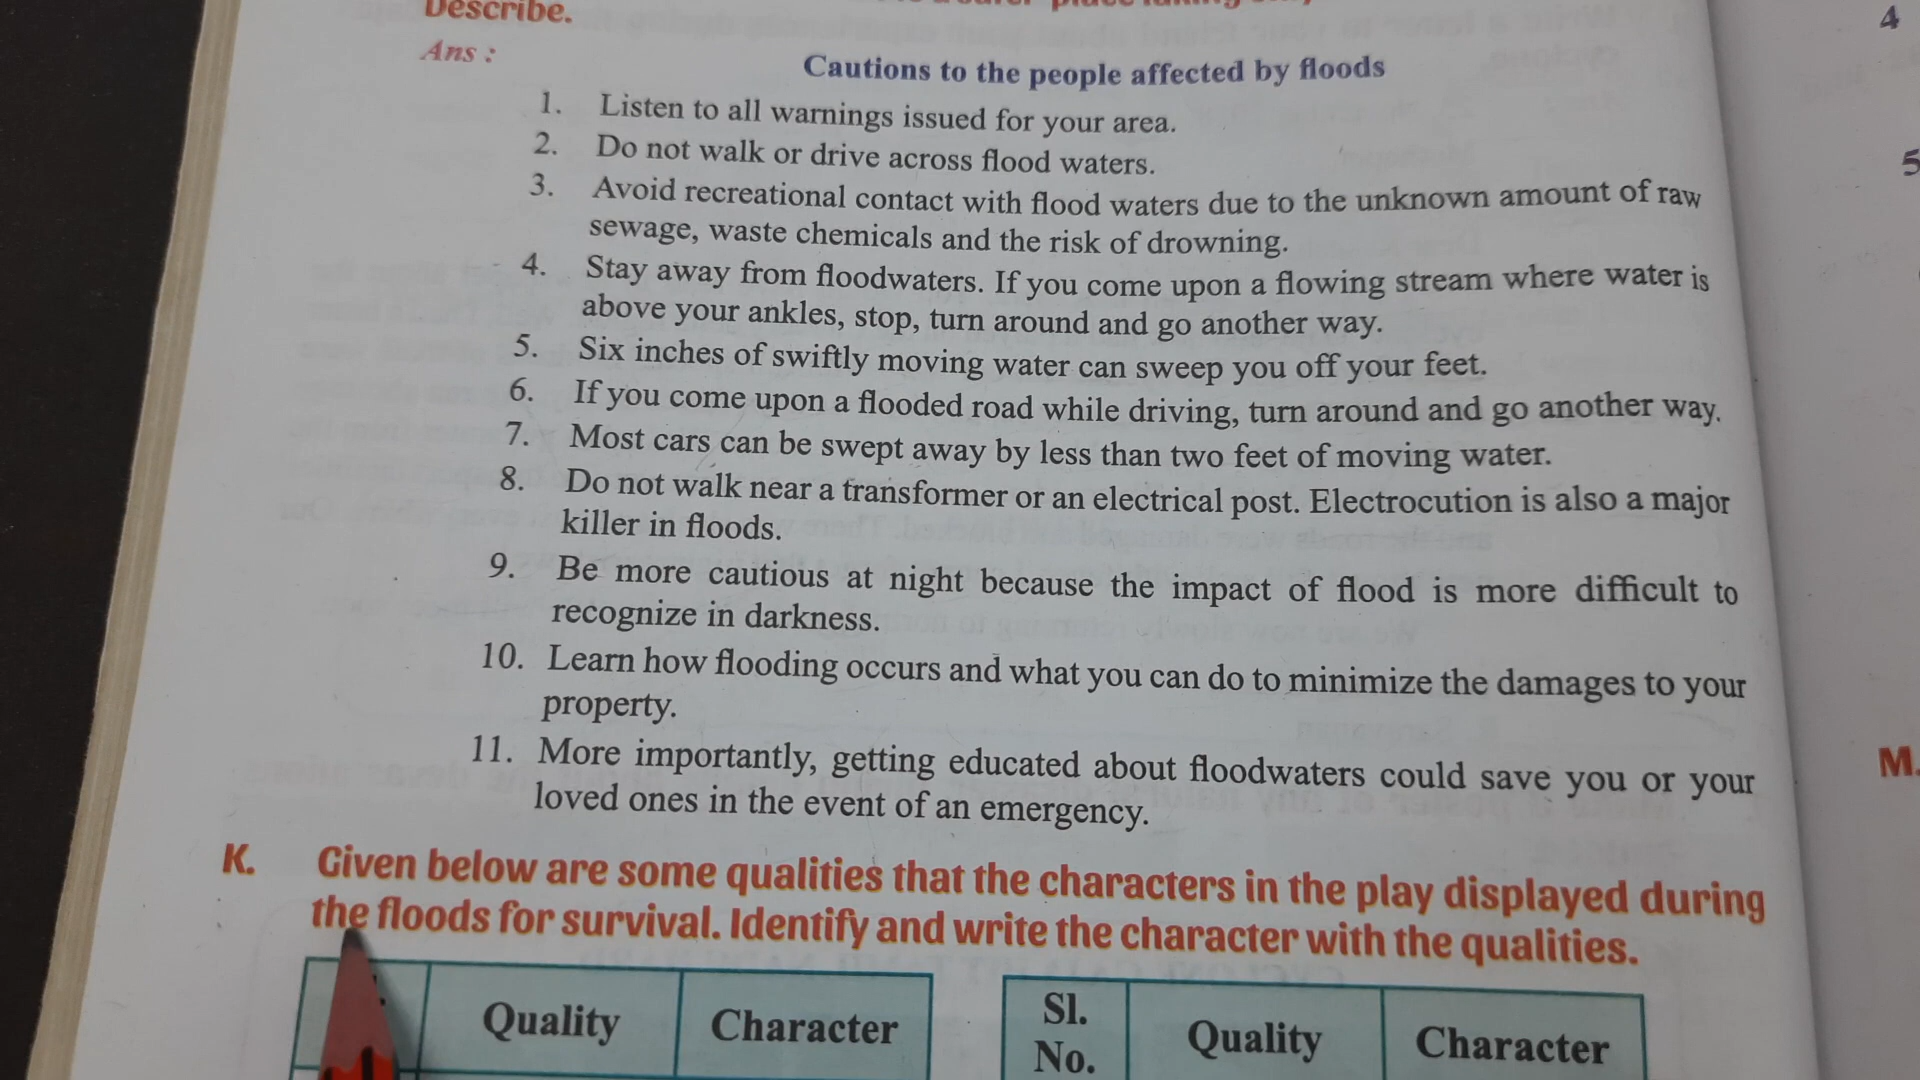 Describe.
Ans :
Cautions to the people affected by floods
1. Listen to all warnings issued for your area.
2. Do not walk or drive across flood waters.
3. Avoid recreational contact with flood waters due to the unknown amount of raw
sewage, waste chemicals and the risk of drowning.
4. Stay away from floodwaters. If you come upon a flowing stream where water is
above your ankles, stop, turn around and go another way.
5. Six inches of swiftly moving water can sweep you off your feet.
6. If you come upon a flooded road while driving, turn around and go another way.
7. Most cars can be swept away by less than two feet of moving water.
8. Do not walk near a transformer or an electrical post. Electrocution is also a major
killer in floods.
9. Be more cautious at night because the impact of flood is more difficult to
recognize in darkness.
10. Learn how flooding occurs and what you can do to minimize the damages to your
property.
11. More importantly, getting educated about floodwaters could save you or your
loved ones in the event of an emergency.
K. Given below are some qualities that the characters in the play displayed during
the floods for survival. Identify and write the character with the qualities.
Quality Character
Sl.
No. Quality Character
4
5
M.